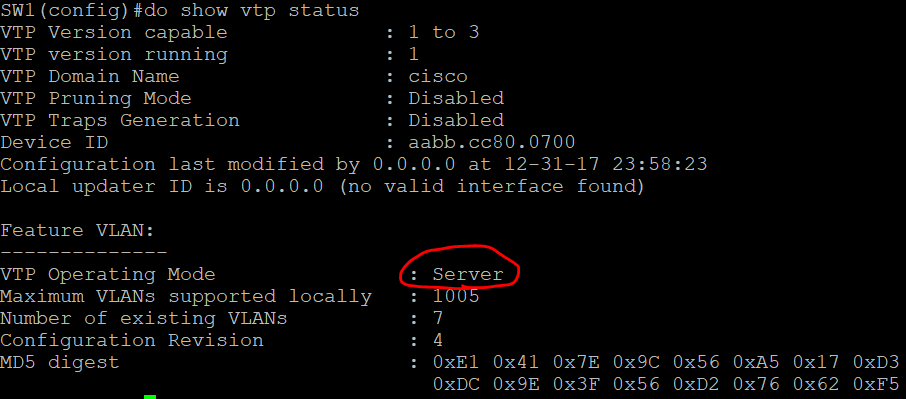 SW1(config)#do show vtp status
VTP Version capable : 1 to 3
VTP version running : 1
VTP Domain Name : cisco
VTP Pruning Mode : Disabled
VTP Traps Generation : Disabled
Device ID : aabb.cc80.0700
Configuration last modified by 0.0.0.0 at 12-31-17 23:58:23
Local updater ID is 0.0.0.0 (no valid interface found)
Feature VLAN:
--------------
VTP Operating Mode : Server
Maximum VLANs supported locally : 1005
Number of existing VLANs : 7
Configuration Revision : 4
MD5 digest : 0xE1 0x41 0x7E 0x9C 0x56 0xA5 0x17 0xD3
0xDC 0x9E 0x3F 0x56 0xD2 0x76 0x62 0xF5